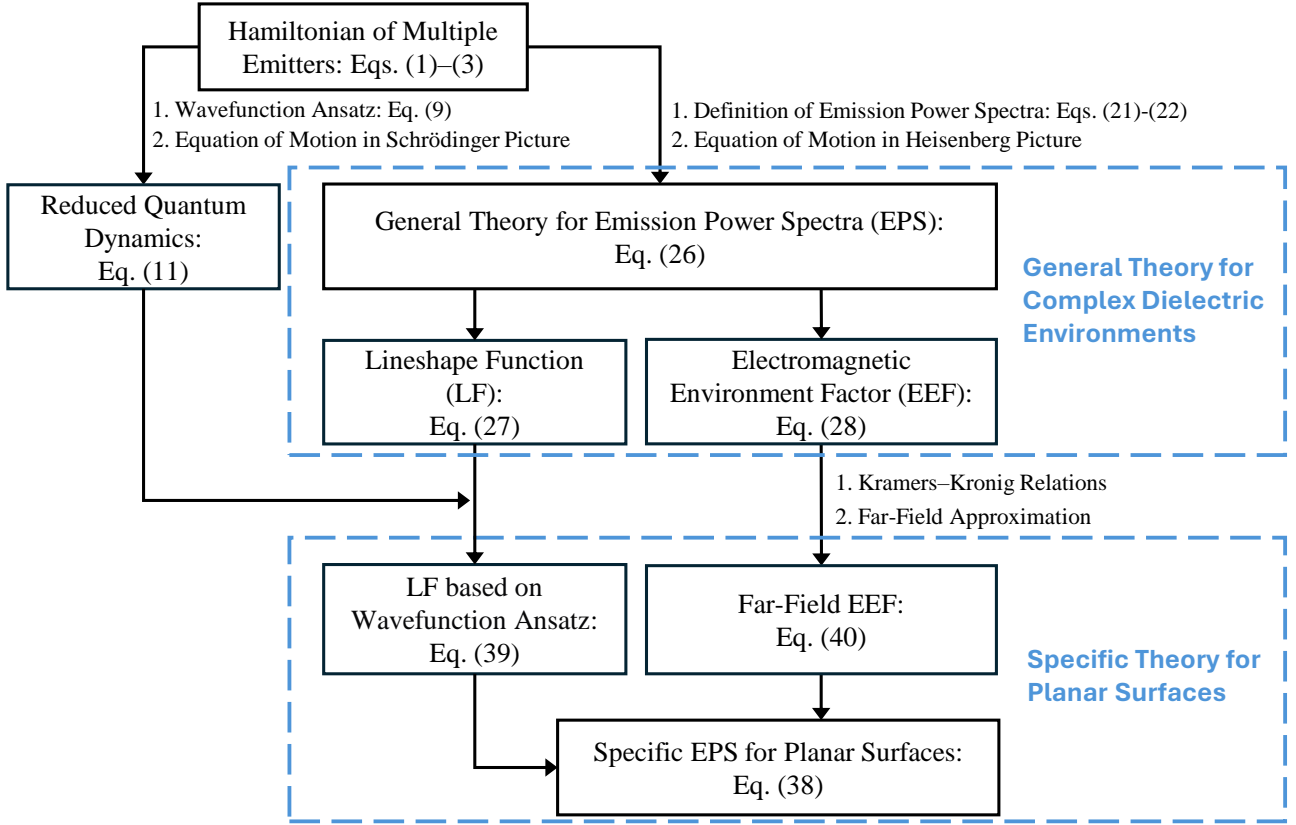 Hamiltonian of Multiple
Emitters: Eqs. (1)–(3)
1. Wavefunction Ansatz: Eq. (9)
2. Equation of Motion in Schrödinger Picture
1. Definition of Emission Power Spectra: Eqs. (21)-(22)
2. Equation of Motion in Heisenberg Picture
Reduced Quantum
Dynamics:
Eq. (11)
General Theory for Emission Power Spectra (EPS):
Eq. (26)
General Theory for
Complex Dielectric
Environments
Lineshape Function
(LF):
Eq. (27)
Electromagnetic
Environment Factor (EEF):
Eq. (28)
1. Kramers–Kronig Relations
2. Far-Field Approximation
LF based on
Wavefunction Ansatz:
Eq. (39)
Far-Field EEF:
Eq. (40)
Specific Theory for
Planar Surfaces
Specific EPS for Planar Surfaces:
Eq. (38)